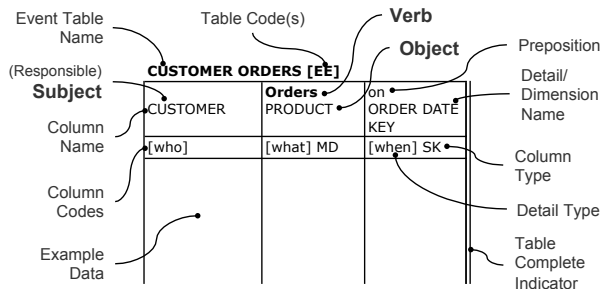 Event Table
Name
Table Code(s)
Verb
Object
Preposition
(Responsible)
Subject
Detail/
Dimension
Name
CUSTOMER ORDERS [EE]
CUSTOMER
Orders
PRODUCT
on
ORDER DATE
KEY
Column
Name
[who]
[what] MD
[when] SK
Column
Type
Column
Codes
Detail Type
Example
Data
Table
Complete
Indicator